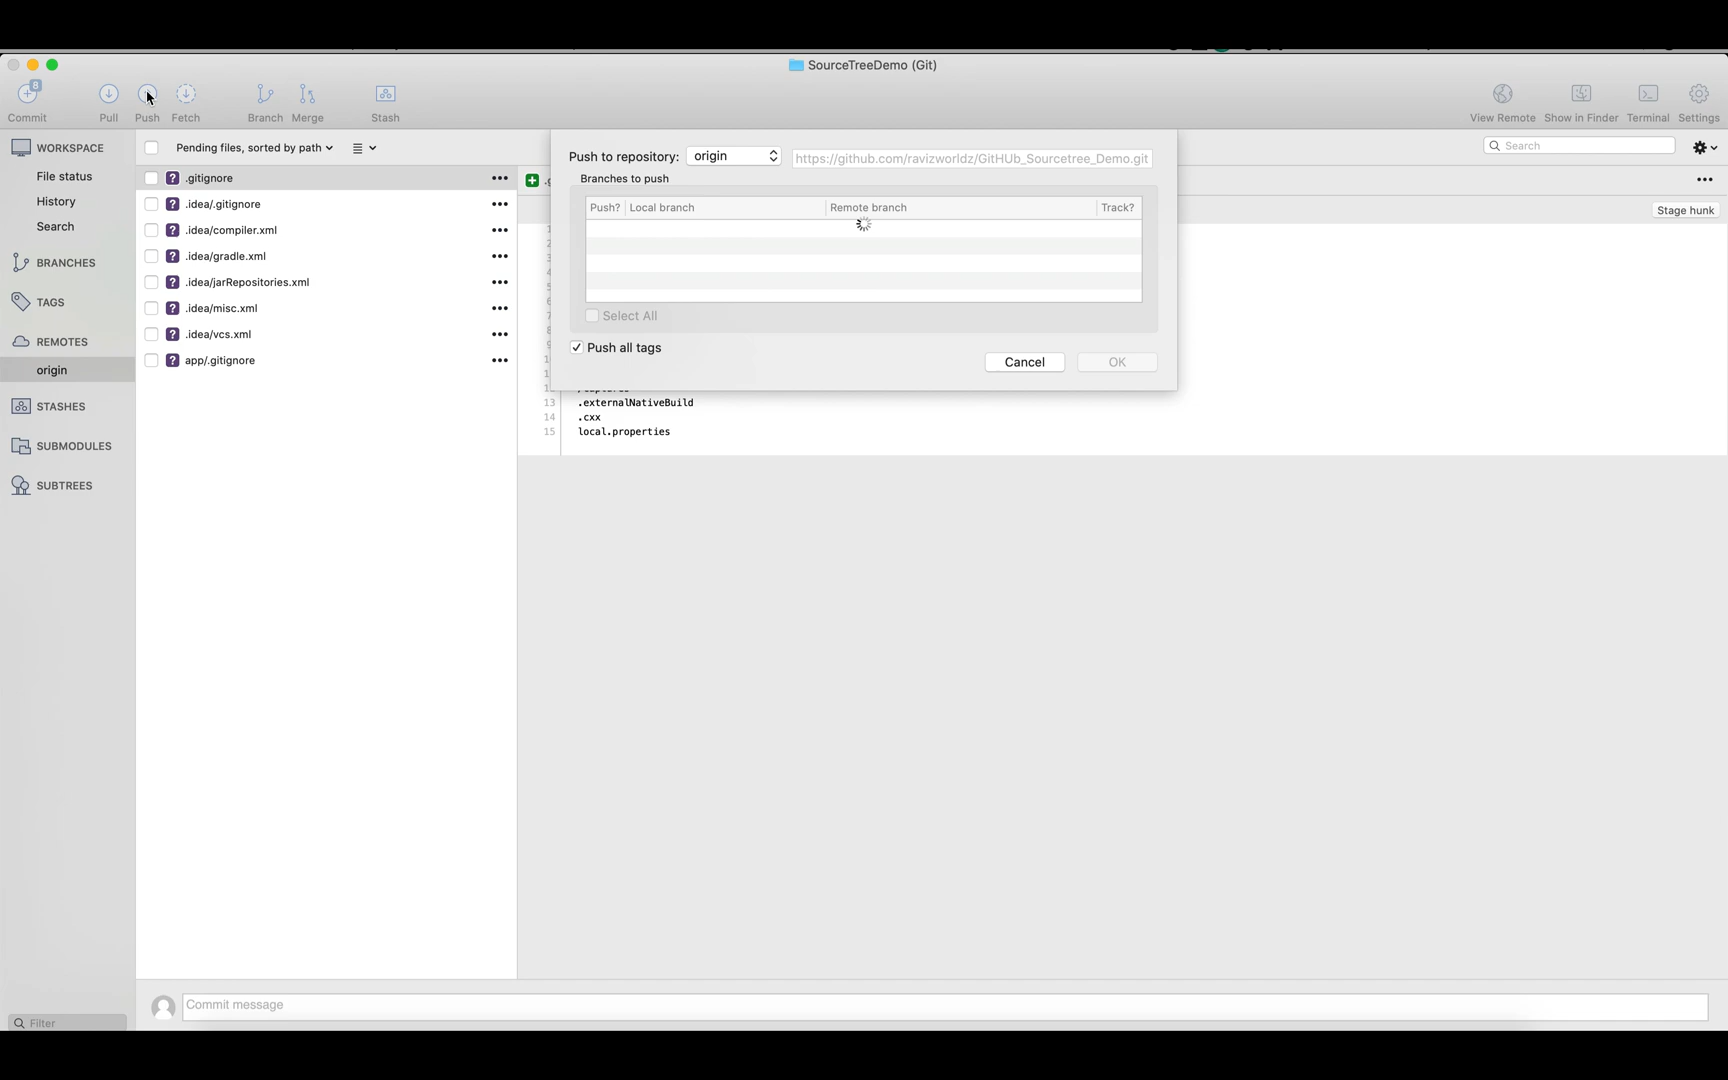 SourceTreeDemo (Git)
8
Commit
Pull
Push
Fetch
Branch
Merge
Stash
View Remote
Show in Finder
Terminal
Settings
WORKSPACE
File status
History
Search
BRANCHES
TAGS
REMOTES
origin
STASHES
SUBMODULES
SUBTREES
Filter
Pending files, sorted by path
? .gitignore
? .idea/.gitignore
? .idea/compiler.xml
? .idea/gradle.xml
? .idea/jarRepositories.xml
? .idea/misc.xml
? .idea/vcs.xml
? app/.gitignore
Search
Stage hunk
Push to repository: origin https://github.com/ravizworldz/GitHUb_Sourcetree_Demo.git
Branches to push
Push? Local branch Remote branch Track?
Select All
Push all tags
Cancel
OK
13 .externalNativeBuild
14 .cxx
15 local.properties
Commit message